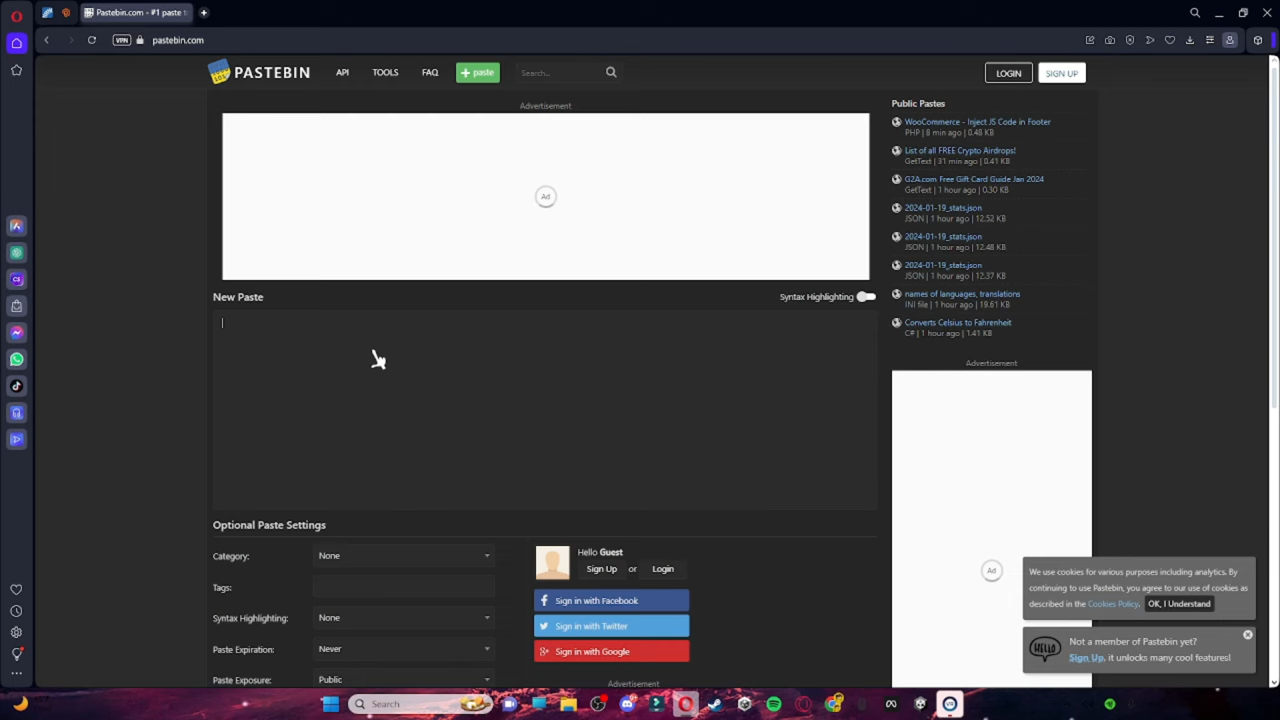 Pastebin.com - #1 paste t
VPN
pastebin.com
PASTEBIN
API
TOOLS
FAQ
+ paste
Search...
LOGIN
SIGN UP
Advertisement
Ad
Public Pastes
WooCommerce - Inject JS Code in Footer
PHP | 6 min ago | 0.48 KB
List of all FREE Crypto Airdrops!
GetText | 31 min ago | 0.41 KB
G2A.com Free Gift Card Guide Jan 2024
GetText | 1 hour ago | 0.30 KB
2024-01-19_stats.json
JSON | 1 hour ago | 12.52 KB
2024-01-19_stats.json
JSON | 1 hour ago | 12.48 KB
2024-01-19_stats.json
JSON | 1 hour ago | 12.37 KB
names of languages, translations
INI file | 1 hour ago | 19.61 KB
Converts Celsius to Fahrenheit
C# | 1 hour ago | 1.41 KB
New Paste
Syntax Highlighting
Advertisement
Ad
Optional Paste Settings
Category:
None
Tags:
Syntax Highlighting:
None
Paste Expiration:
Never
Paste Exposure:
Public
Hello Guest
Sign Up or Login
Sign in with Facebook
Sign in with Twitter
Sign in with Google
Advertisement
We use cookies for various purposes including analytics. By
continuing to use Pastebin, you agree to our use of cookies as
described in the Cookies Policy. OK, I Understand
HELLO
Not a member of Pastebin yet?
Sign Up, it unlocks many cool features!
Search